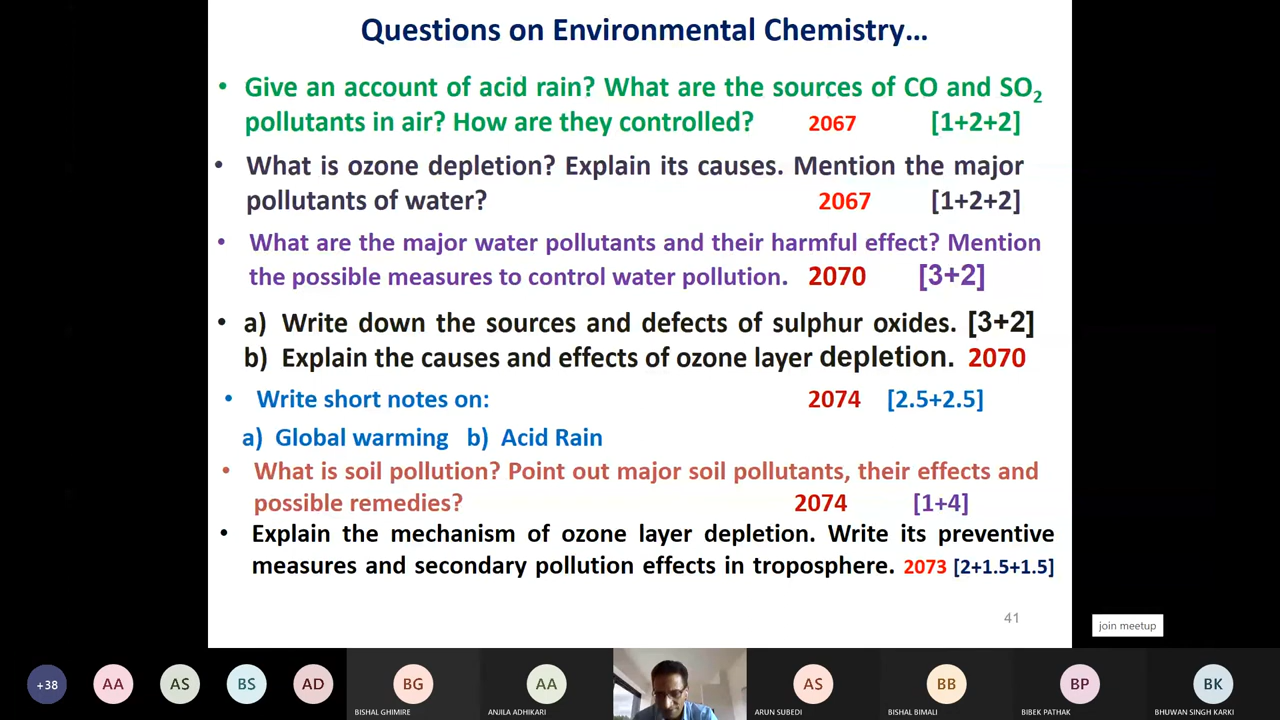 Questions on Environmental Chemistry…
• Give an account of acid rain? What are the sources of CO and SO₂
pollutants in air? How are they controlled? 2067 [1+2+2]
• What is ozone depletion? Explain its causes. Mention the major
pollutants of water? 2067 [1+2+2]
• What are the major water pollutants and their harmful effect? Mention
the possible measures to control water pollution. 2070 [3+2]
• a) Write down the sources and defects of sulphur oxides. [3+2]
b) Explain the causes and effects of ozone layer depletion. 2070
• Write short notes on: 2074 [2.5+2.5]
a) Global warming b) Acid Rain
• What is soil pollution? Point out major soil pollutants, their effects and
possible remedies? 2074 [1+4]
• Explain the mechanism of ozone layer depletion. Write its preventive
measures and secondary pollution effects in troposphere. 2073 [2+1.5+1.5]
41
join meetup
+38 AA AS BS AD BG AA AS BB BP BK
BISHAL GHIMIRE ANJILA ADHIKARI ARUN SUBEDI BISHAL BIMALI BIBEK PATHAK BHUWAN SINGH KARKI